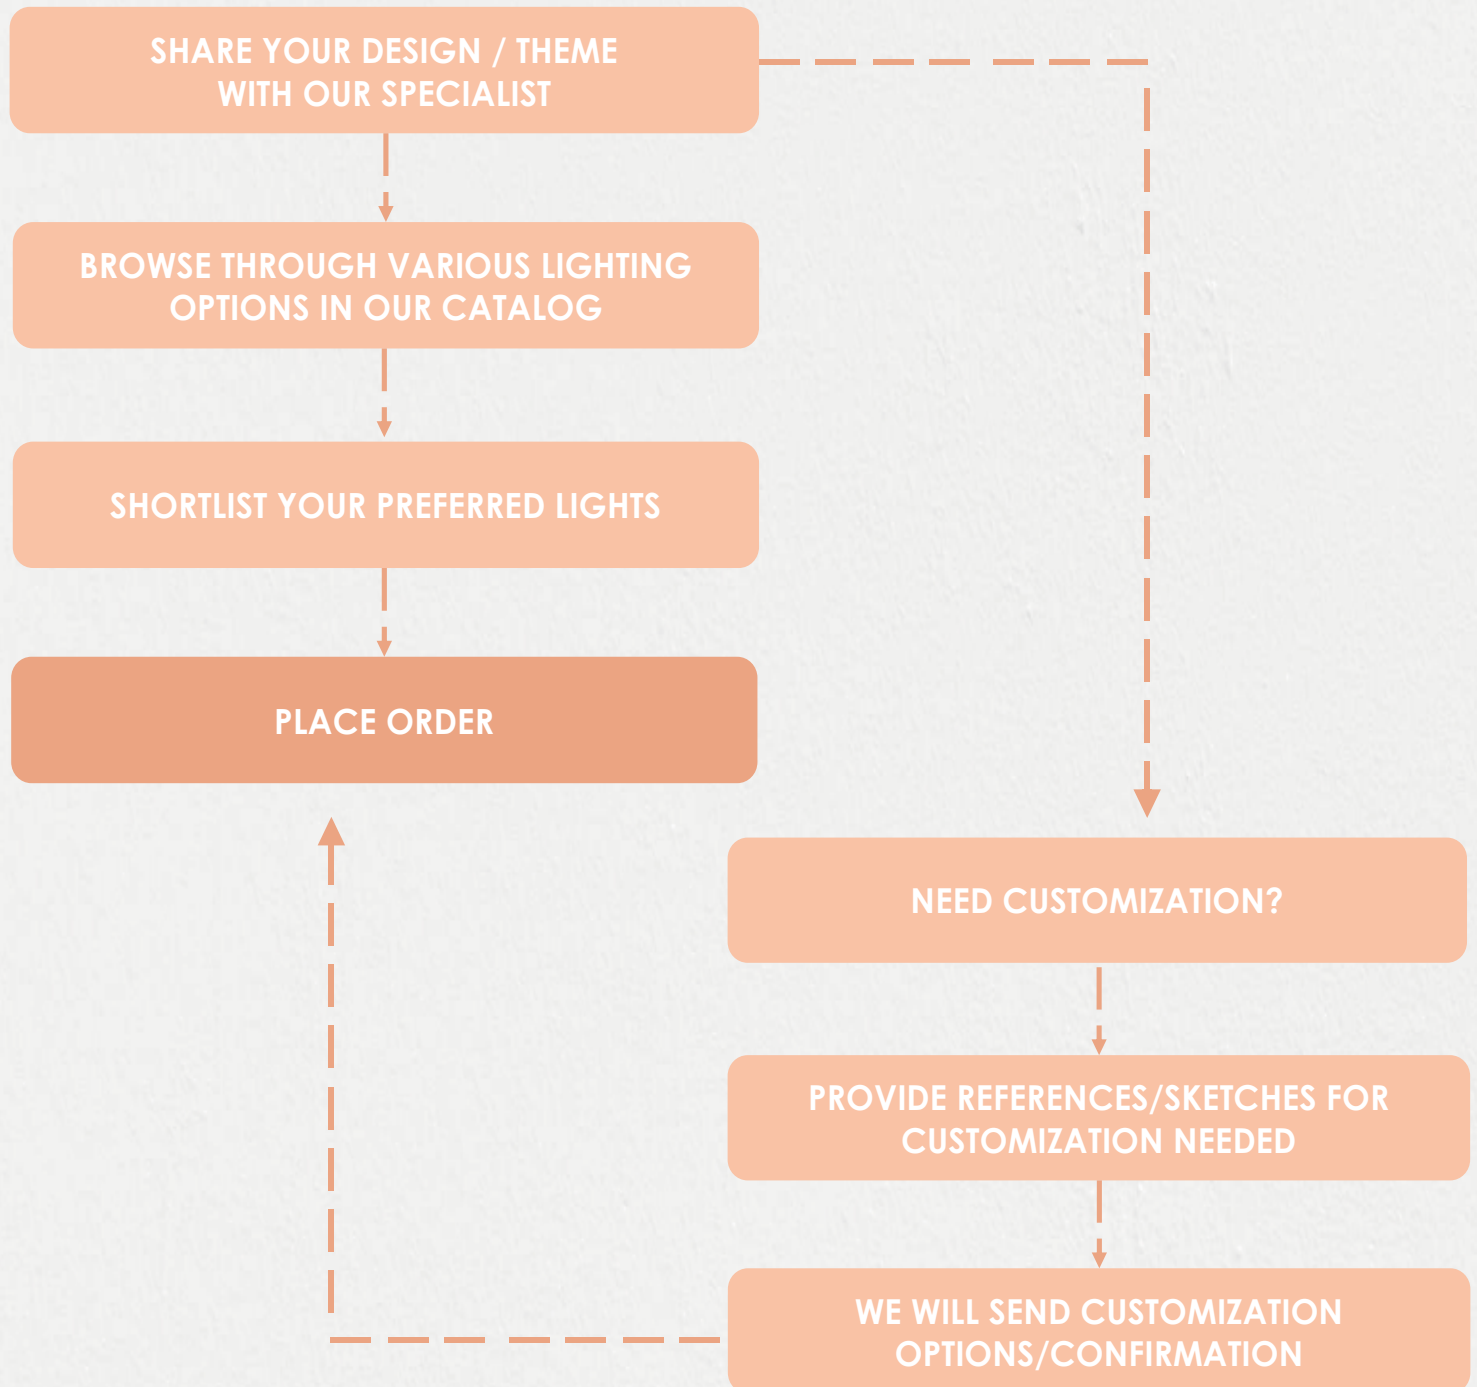 SHARE YOUR DESIGN / THEME
WITH OUR SPECIALIST
BROWSE THROUGH VARIOUS LIGHTING
OPTIONS IN OUR CATALOG
SHORTLIST YOUR PREFERRED LIGHTS
PLACE ORDER
NEED CUSTOMIZATION?
PROVIDE REFERENCES/SKETCHES FOR
CUSTOMIZATION NEEDED
WE WILL SEND CUSTOMIZATION
OPTIONS/CONFIRMATION